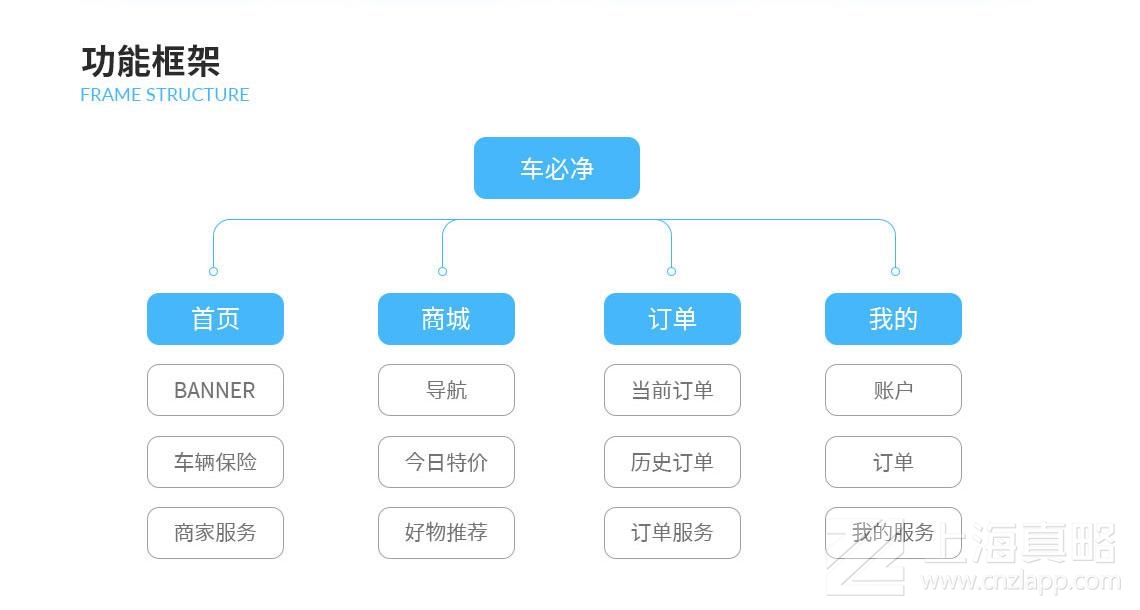 功能框架
FRAME STRUCTURE
车必净
首页
商城
订单
我的
BANNER
导航
当前订单
账户
车辆保险
今日特价
历史订单
订单
商家服务
好物推荐
订单服务
我的服务
上海真略
www.cnzlapp.com